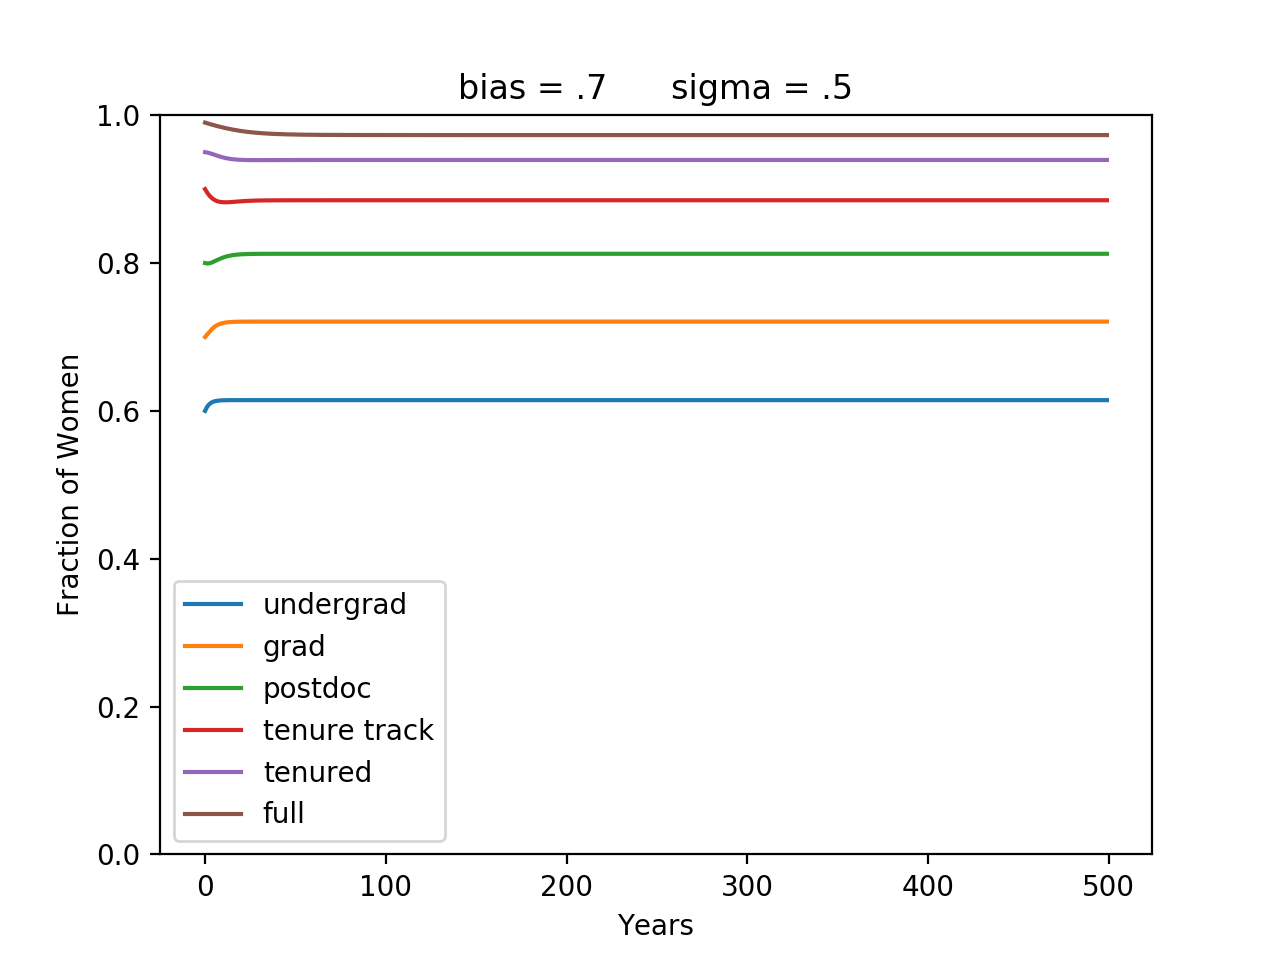 bias = .7 sigma = .5
1.0
0.8
0.6
0.4
0.2
0.0
Fraction of Women
undergrad
grad
postdoc
tenure track
tenured
full
0 100 200 300 400 500
Years